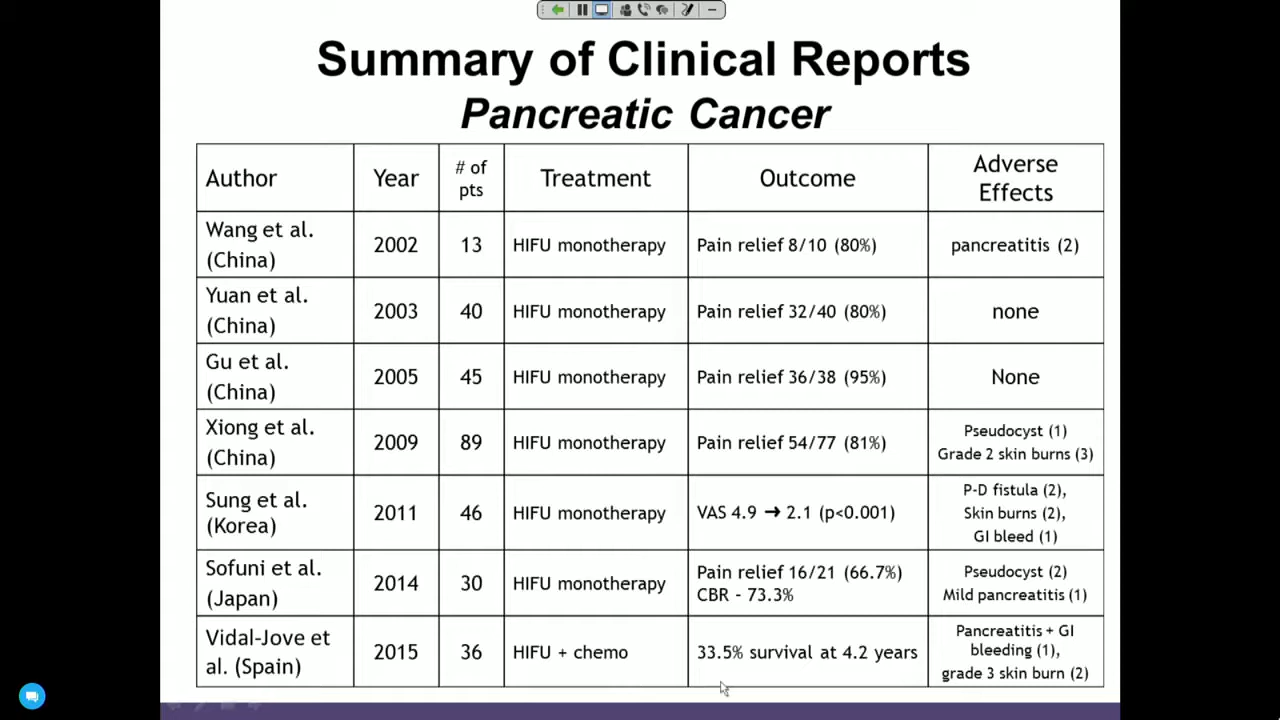 Summary of Clinical Reports
Pancreatic Cancer
Author Year # of pts Treatment Outcome Adverse Effects
Wang et al. (China) 2002 13 HIFU monotherapy Pain relief 8/10 (80%) pancreatitis (2)
Yuan et al. (China) 2003 40 HIFU monotherapy Pain relief 32/40 (80%) none
Gu et al. (China) 2005 45 HIFU monotherapy Pain relief 36/38 (95%) None
Xiong et al. (China) 2009 89 HIFU monotherapy Pain relief 54/77 (81%) Pseudocyst (1) Grade 2 skin burns (3)
Sung et al. (Korea) 2011 46 HIFU monotherapy VAS 4.9 ➜ 2.1 (p<0.001) P-D fistula (2), Skin burns (2), GI bleed (1)
Sofuni et al. (Japan) 2014 30 HIFU monotherapy Pain relief 16/21 (66.7%) CBR - 73.3% Pseudocyst (2) Mild pancreatitis (1)
Vidal-Jove et al. (Spain) 2015 36 HIFU + chemo 33.5% survival at 4.2 years Pancreatitis + GI bleeding (1), grade 3 skin burn (2)